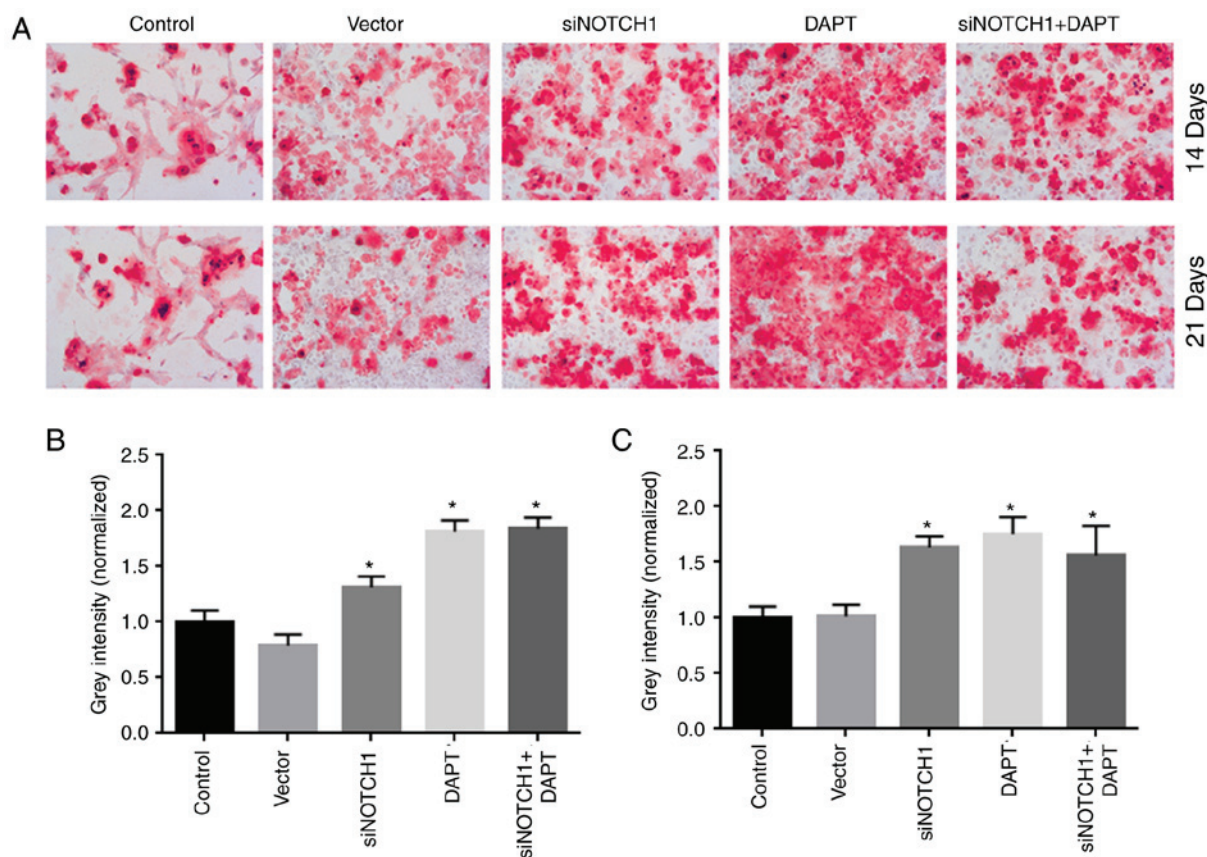 A
Control
Vector
siNOTCH1
DAPT
siNOTCH1+DAPT
14 Days
21 Days
B
Grey intensity (normalized)
2.5
2.0
1.5
1.0
0.5
0.0
*
*
*
Control
Vector
siNOTCH1
DAPT
siNOTCH1+
DAPT
C
Grey intensity (normalized)
2.5
2.0
1.5
1.0
0.5
0.0
*
*
*
Control
Vector
siNOTCH1
DAPT
siNOTCH1+
DAPT